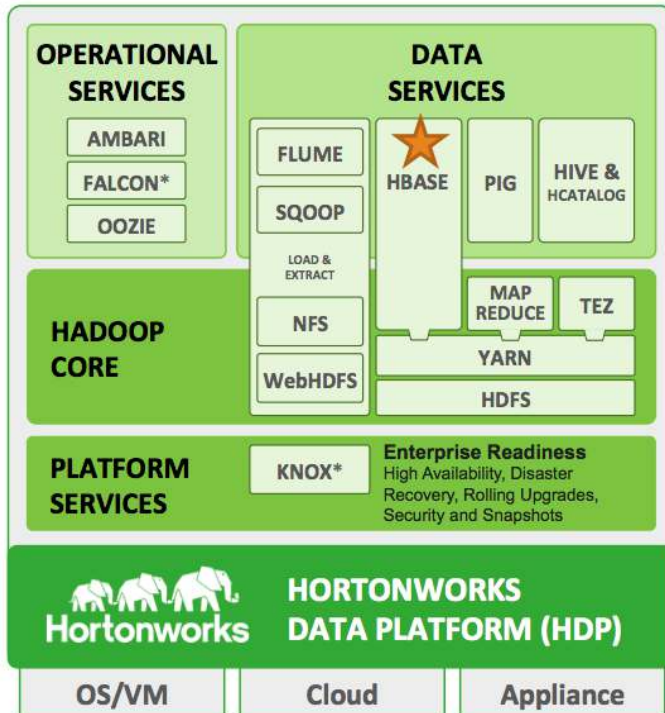 OPERATIONAL
SERVICES
AMBARI
FALCON*
OOZIE
DATA
SERVICES
FLUME
SQOOP
LOAD &
EXTRACT
NFS
WebHDFS
HBASE
PIG
HIVE &
HCATALOG
HADOOP
CORE
MAP
REDUCE
TEZ
YARN
HDFS
PLATFORM
SERVICES
KNOX*
Enterprise Readiness
High Availability, Disaster
Recovery, Rolling Upgrades,
Security and Snapshots
Hortonworks
HORTONWORKS
DATA PLATFORM (HDP)
OS/VM
Cloud
Appliance